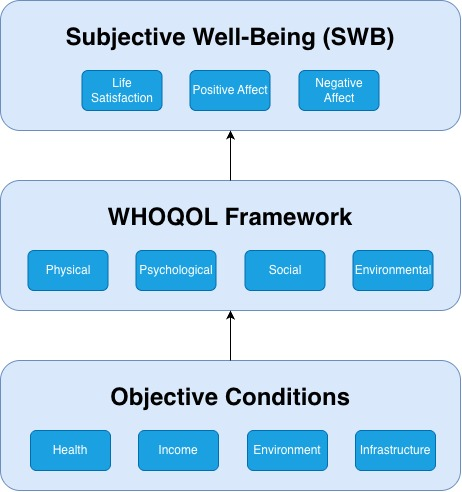 Subjective Well-Being (SWB)
Life
Satisfaction
Positive Affect
Negative
Affect
WHOQOL Framework
Physical
Psychological
Social
Environmental
Objective Conditions
Health
Income
Environment
Infrastructure